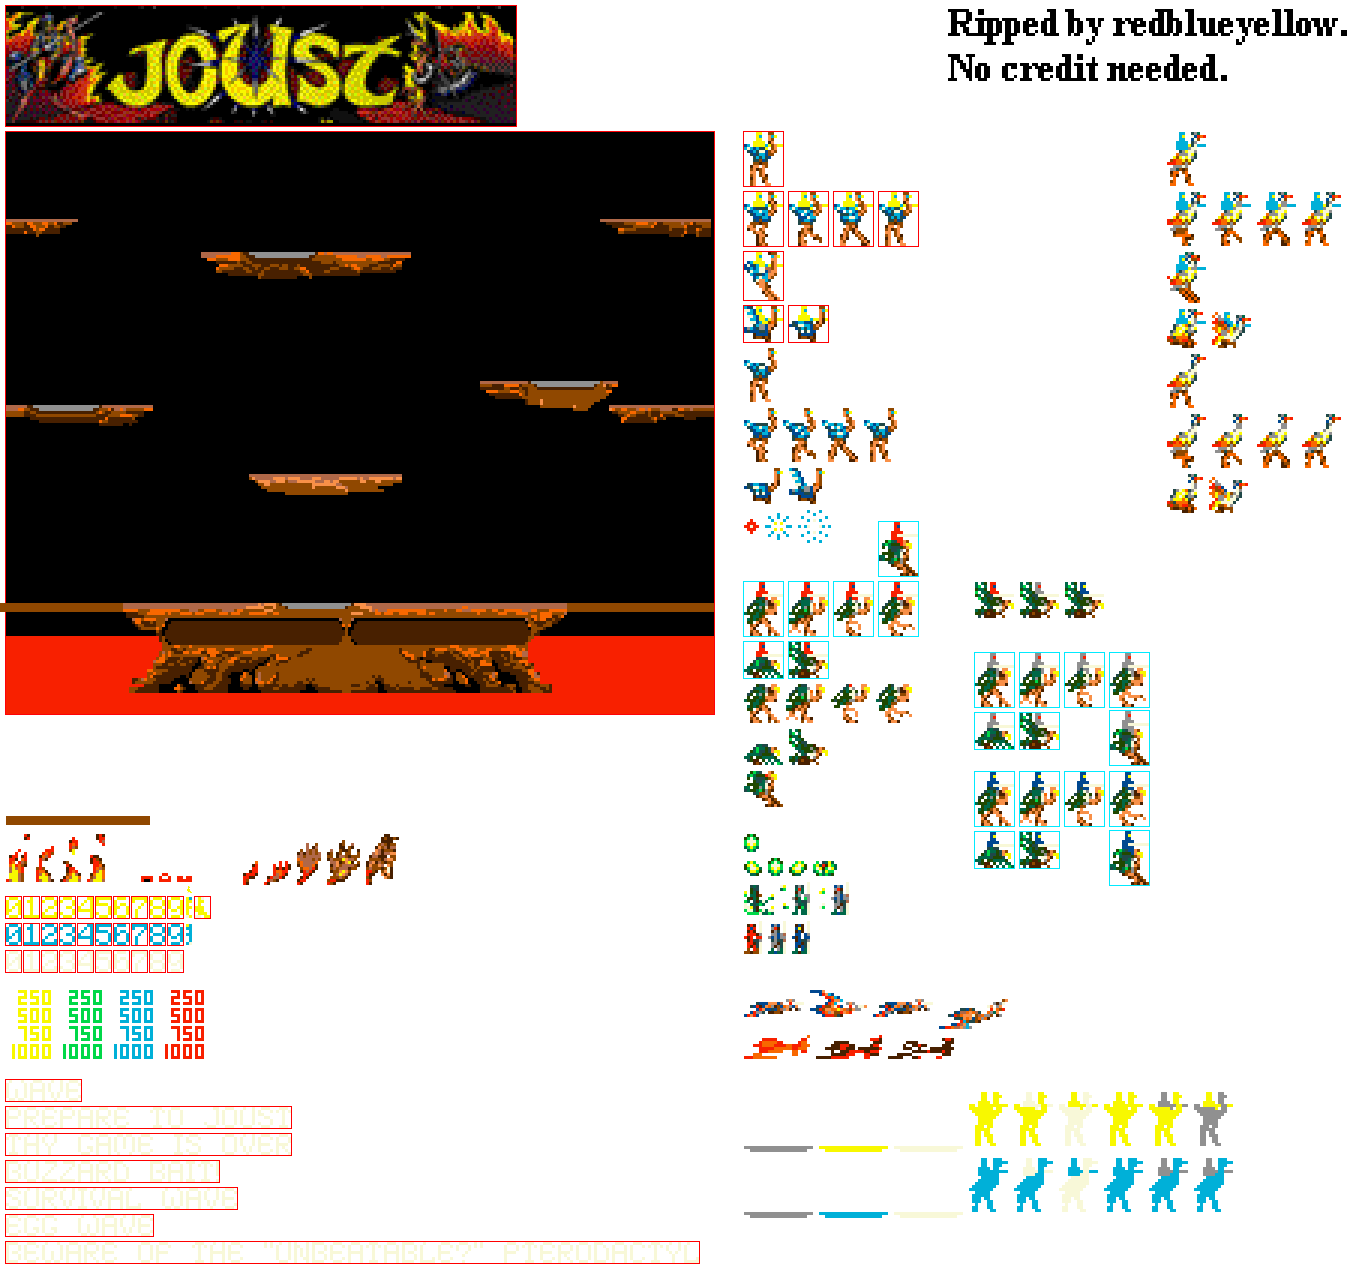 JOUST
Ripped by redblueyellow.
No credit needed.
0123456789
0123456789
0123456789
250 250 250 250
500 500 500 500
750 750 750 750
1000 1000 1000 1000
WAVE
PREPARE TO JOUST
THY GAME IS OVER
BUZZARD BAIT!
SURVIVAL WAVE
EGG WAVE
BEWARE OF THE "UNBEATABLE?" PTERODACTYL